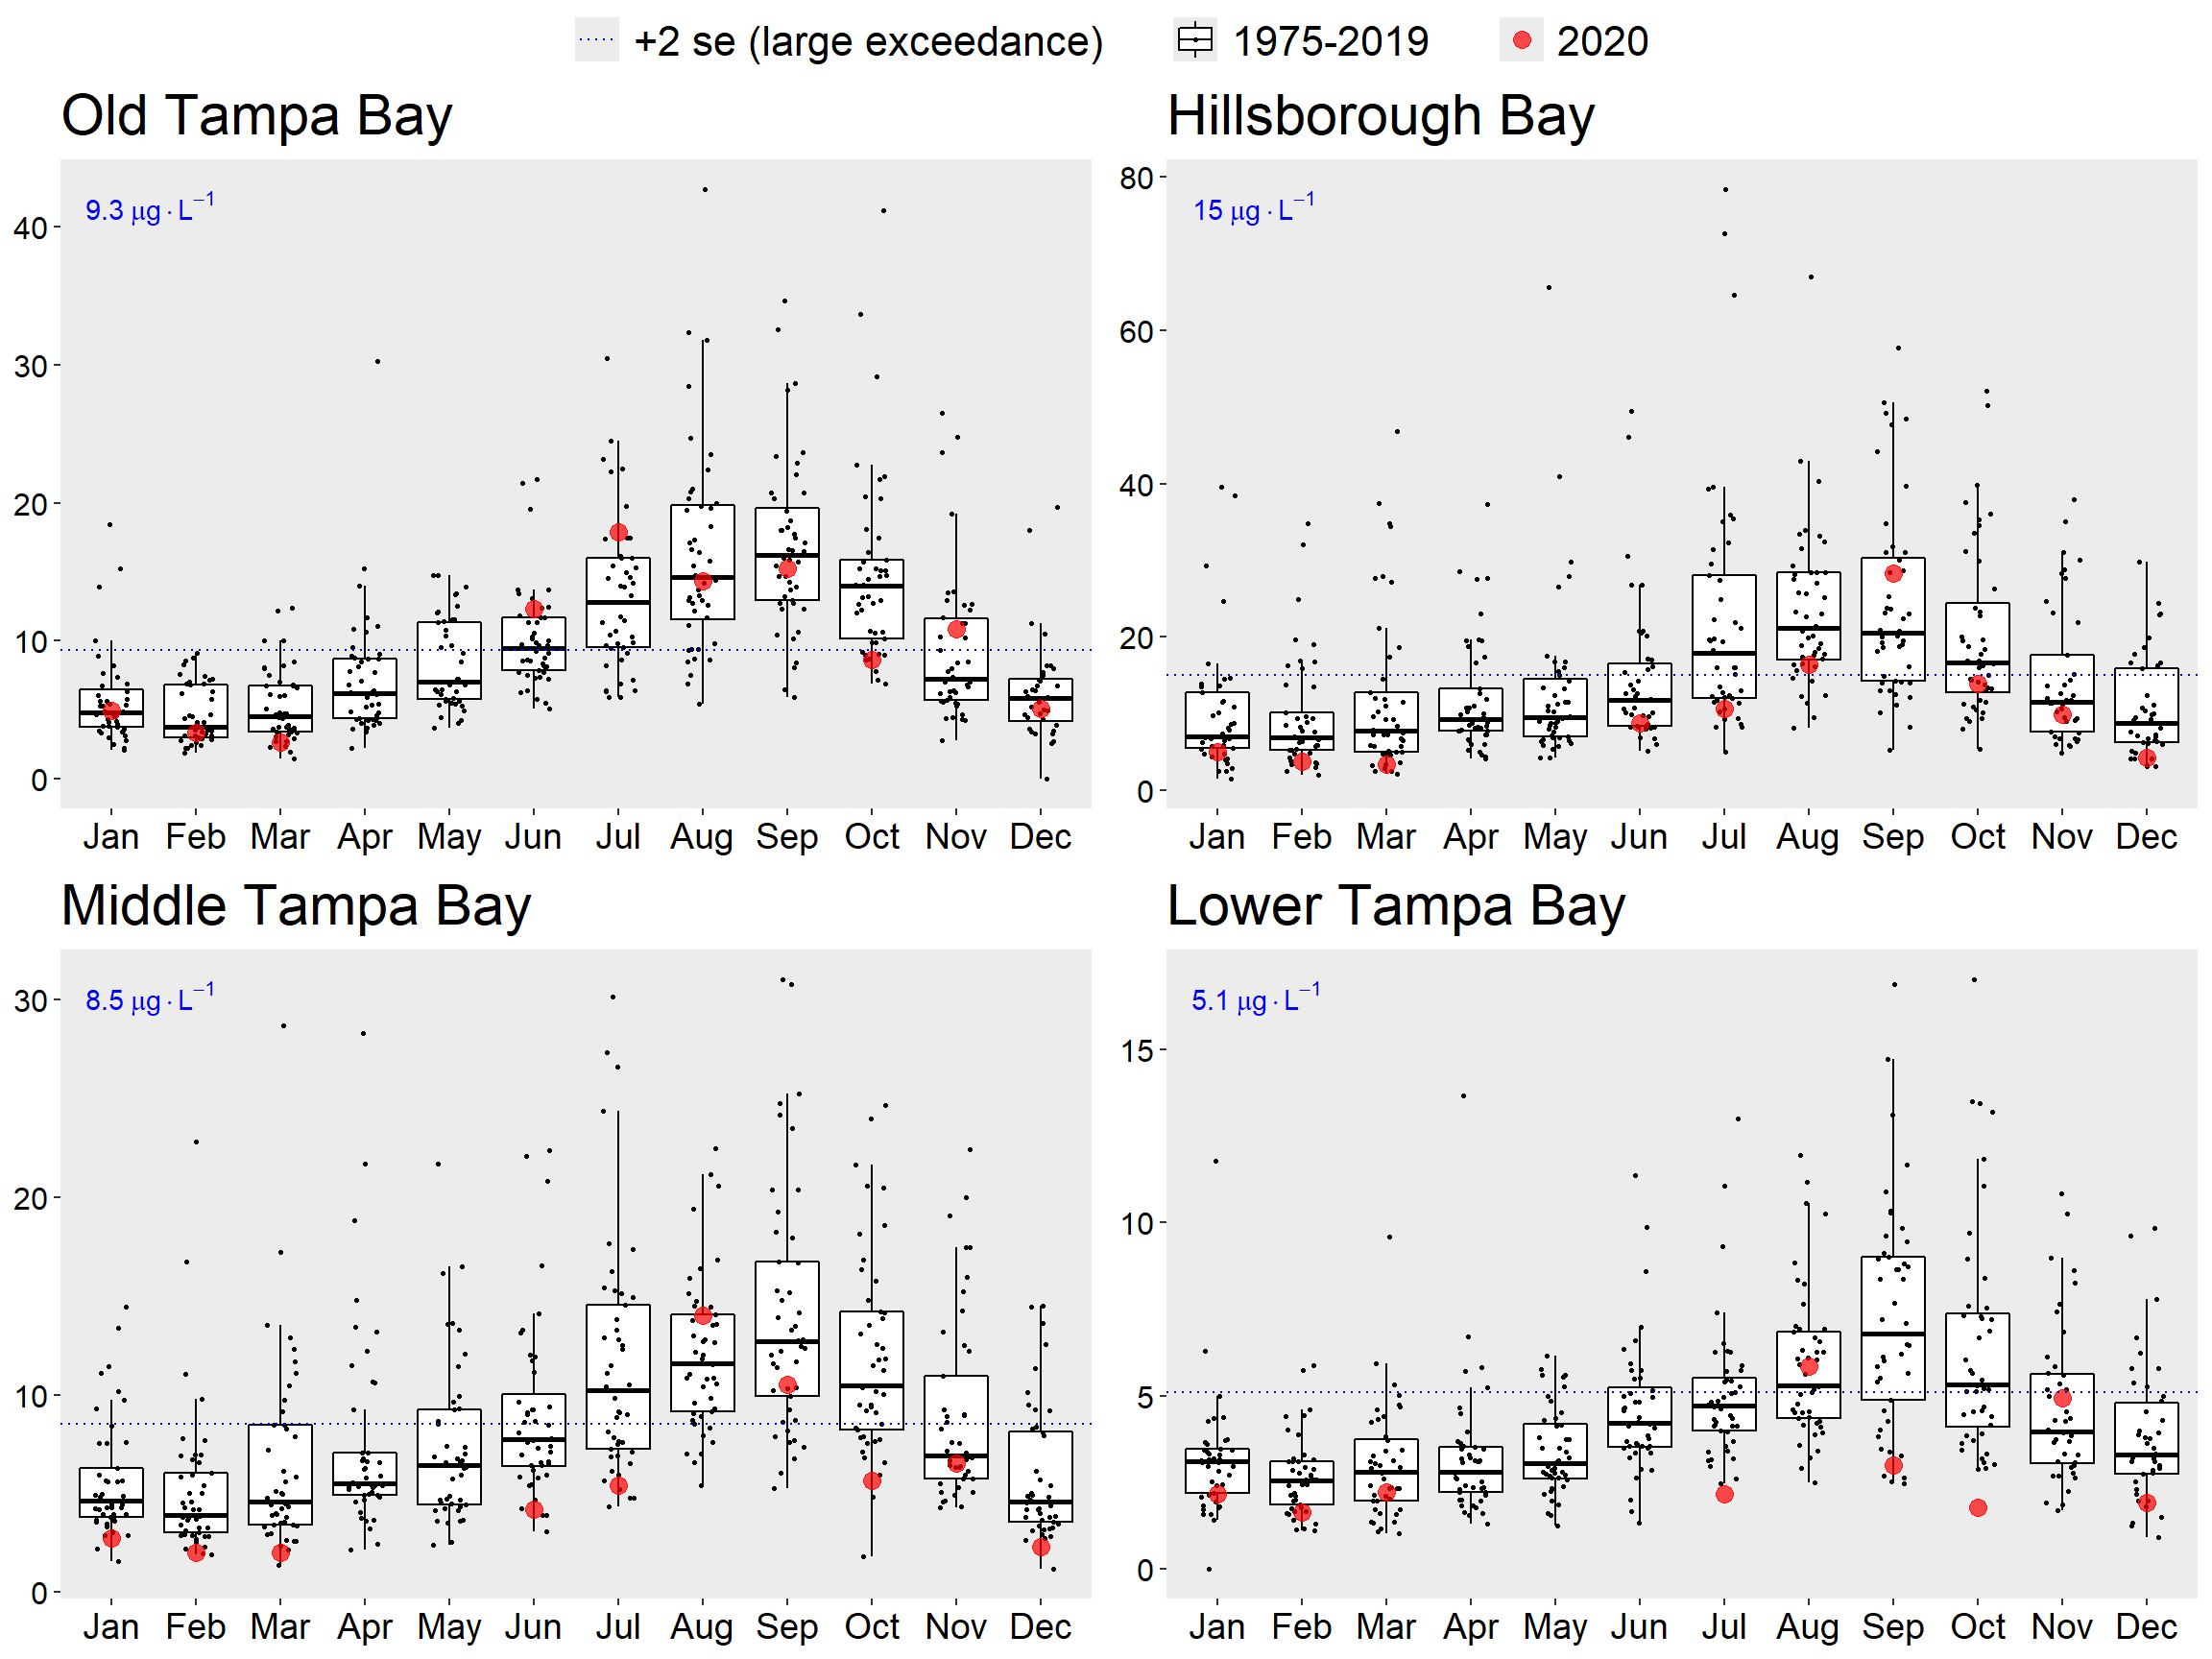 +2 se (large exceedance) 1975-2019 2020
Old Tampa Bay
9.3 µg·L⁻¹
40
30
20
10
0
Jan Feb Mar Apr May Jun Jul Aug Sep Oct Nov Dec
Hillsborough Bay
15 µg·L⁻¹
80
60
40
20
0
Jan Feb Mar Apr May Jun Jul Aug Sep Oct Nov Dec
Middle Tampa Bay
8.5 µg·L⁻¹
30
20
10
0
Jan Feb Mar Apr May Jun Jul Aug Sep Oct Nov Dec
Lower Tampa Bay
5.1 µg·L⁻¹
15
10
5
0
Jan Feb Mar Apr May Jun Jul Aug Sep Oct Nov Dec